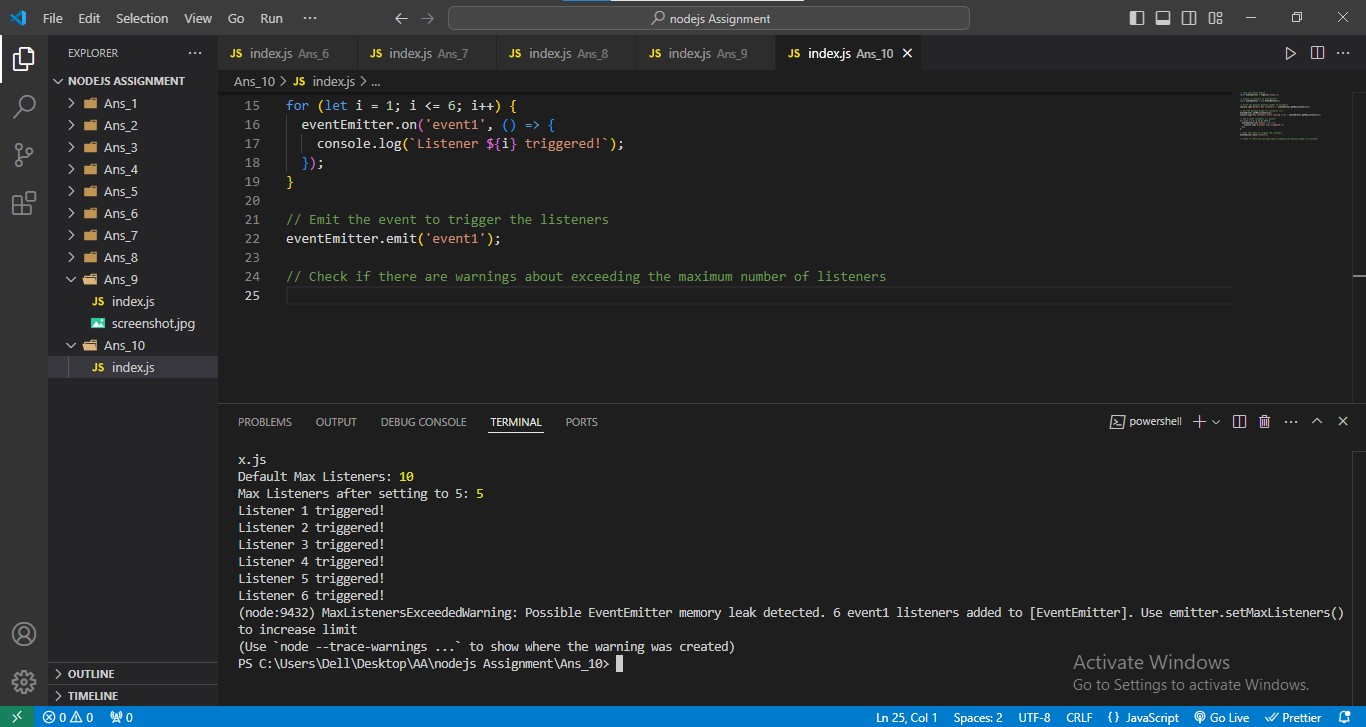 File Edit Selection View Go Run ··· nodejs Assignment
EXPLORER ···
NODEJS ASSIGNMENT
Ans_1
Ans_2
Ans_3
Ans_4
Ans_5
Ans_6
Ans_7
Ans_8
Ans_9
JS index.js
screenshot.jpg
Ans_10
JS index.js
OUTLINE
TIMELINE
JS index.js Ans_6 JS index.js Ans_7 JS index.js Ans_8 JS index.js Ans_9 JS index.js Ans_10
Ans_10 > JS index.js > ...
15 for (let i = 1; i <= 6; i++) {
16 eventEmitter.on('event1', () => {
17 console.log(`Listener ${i} triggered!`);
18 });
19 }
20
21 // Emit the event to trigger the listeners
22 eventEmitter.emit('event1');
23
24 // Check if there are warnings about exceeding the maximum number of listeners
25
PROBLEMS OUTPUT DEBUG CONSOLE TERMINAL PORTS powershell
x.js
Default Max Listeners: 10
Max Listeners after setting to 5: 5
Listener 1 triggered!
Listener 2 triggered!
Listener 3 triggered!
Listener 4 triggered!
Listener 5 triggered!
Listener 6 triggered!
(node:9432) MaxListenersExceededWarning: Possible EventEmitter memory leak detected. 6 event1 listeners added to [EventEmitter]. Use emitter.setMaxListeners()
to increase limit
(Use `node --trace-warnings ...` to show where the warning was created)
PS C:\Users\Dell\Desktop\AA\nodejs Assignment\Ans_10>
Activate Windows
Go to Settings to activate Windows.
0 0 0 Ln 25, Col 1 Spaces: 2 UTF-8 CRLF {} JavaScript Go Live Prettier